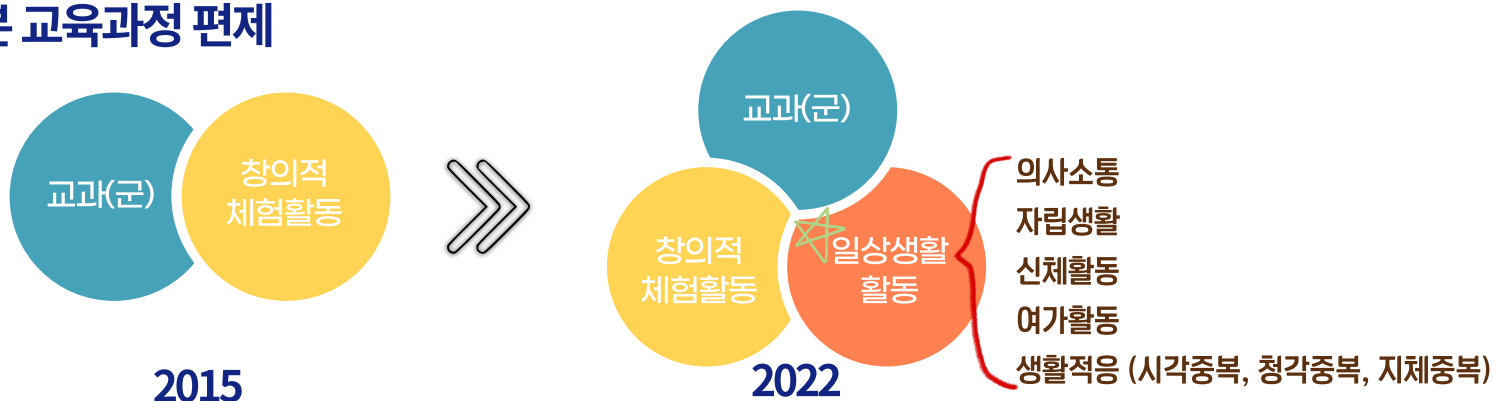 교육과정 편제
교과(군)
창의적
체험활동
2015
교과(군)
창의적
체험활동
일상생활
활동
2022
의사소통
자립생활
신체활동
여가활동
생활적응 (시각중복, 청각중복, 지체중복)